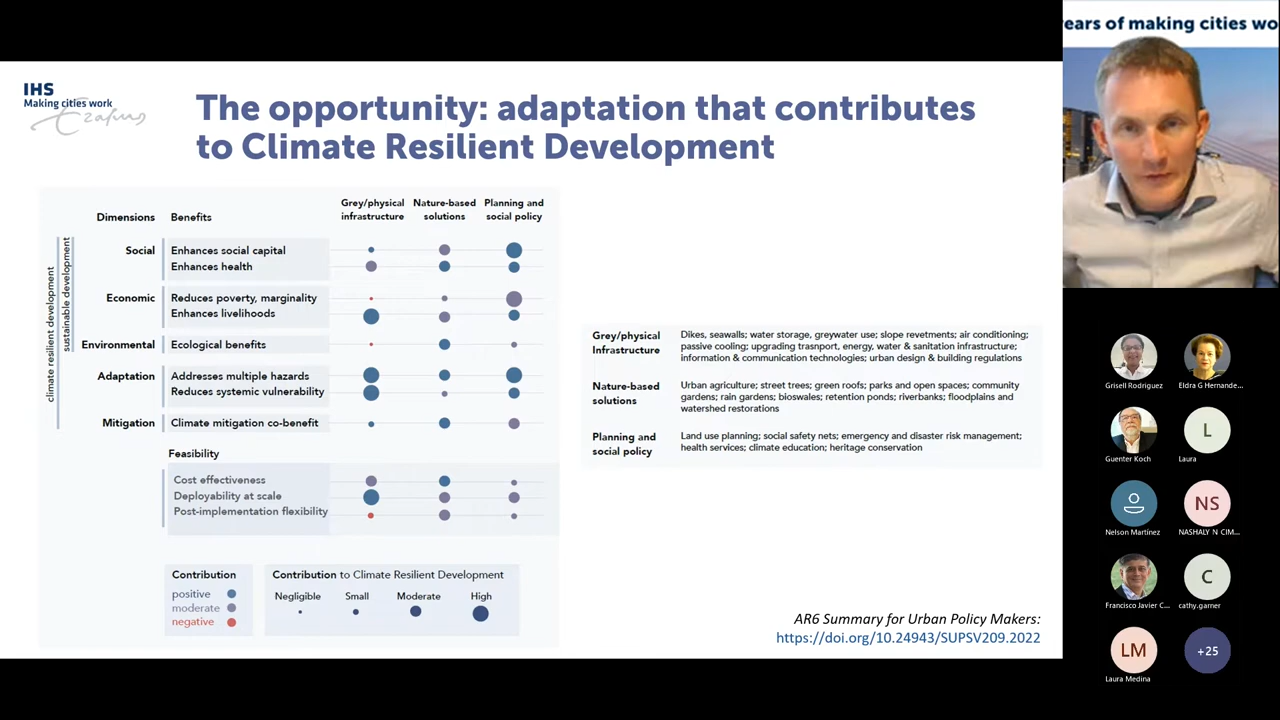 IHS
Making cities work
Erasmus
The opportunity: adaptation that contributes
to Climate Resilient Development
ears of making cities wo
Dimensions
Benefits
Grey/physical
infrastructure
Nature-based
solutions
Planning and
social policy
climate resilient development
sustainable development
Social
Enhances social capital
Enhances health
Economic
Reduces poverty, marginality
Enhances livelihoods
Environmental
Ecological benefits
Adaptation
Addresses multiple hazards
Reduces systemic vulnerability
Mitigation
Climate mitigation co-benefit
Feasibility
Cost effectiveness
Deployability at scale
Post-implementation flexibility
Contribution
positive
moderate
negative
Contribution to Climate Resilient Development
Negligible
Small
Moderate
High
Grey/physical
Infrastructure
Dikes, seawalls; water storage, greywater use; slope revetments; air conditioning;
passive cooling; upgrading trasnport, energy, water & sanitation infrastructure;
information & communication technologies; urban design & building regulations
Nature-based
solutions
Urban agriculture; street trees; green roofs; parks and open spaces; community
gardens; rain gardens; bioswales; retention ponds; riverbanks; floodplains and
watershed restorations
Planning and
social policy
Land use planning; social safety nets; emergency and disaster risk management;
health services; climate education; heritage conservation
AR6 Summary for Urban Policy Makers:
https://doi.org/10.24943/SUPSV209.2022
Grisell Rodriguez
Eldra G Hernande...
Guenter Koch
L
Laura
Nelson Martínez
NS
NASHALY N CIM...
Francisco Javier C...
C
cathy.garner
LM
Laura Medina
+25